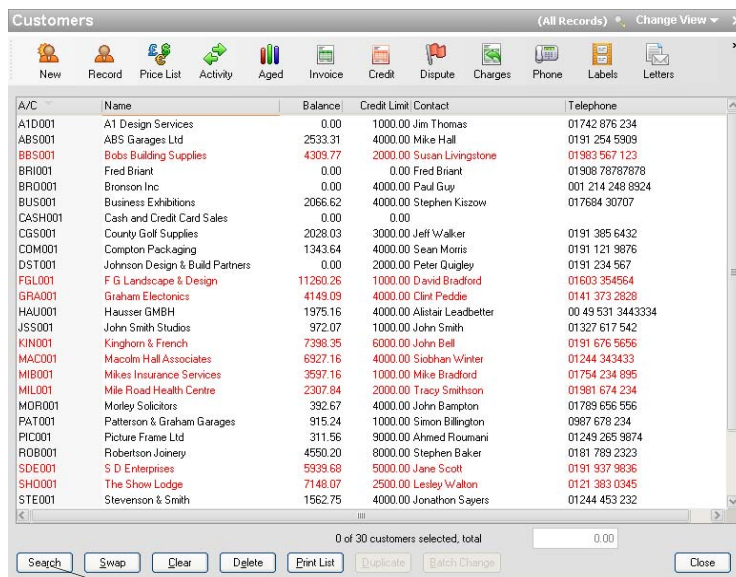 Customers (All Records) Change View
New Record Price List Activity Aged Invoice Credit Dispute Charges Phone Labels Letters
A/C Name Balance Credit Limit Contact Telephone
A1D001 A1 Design Services 0.00 1000.00 Jim Thomas 01742 876 234
ABS001 ABS Garages Ltd 2533.31 4000.00 Mike Hall 0191 254 5909
BBS001 Bobs Building Supplies 4309.77 2000.00 Susan Livingstone 01983 567 123
BRI001 Fred Briant 0.00 0.00 Fred Briant 01908 78787878
BRO001 Bronson Inc 0.00 4000.00 Paul Guy 001 214 248 8924
BUS001 Business Exhibitions 2066.62 4000.00 Stephen Kiszow 017684 30707
CASH001 Cash and Credit Card Sales 0.00 0.00
CGS001 County Golf Supplies 2028.03 3000.00 Jeff Walker 0191 385 6432
COM001 Compton Packaging 1343.64 4000.00 Sean Morris 0191 121 9876
DST001 Johnson Design & Build Partners 0.00 2000.00 Peter Quigley 0191 234 567
FGL001 F G Landscape & Design 11260.26 1000.00 David Bradford 01603 354564
GRA001 Graham Electonics 4149.09 4000.00 Clint Peddie 0141 373 2828
HAU001 Hausser GMBH 1975.16 4000.00 Alistair Leadbetter 00 49 531 3443334
JSS001 John Smith Studios 972.07 1000.00 John Smith 01327 617 542
KIN001 Kinghorn & French 7398.35 6000.00 John Bell 0191 676 5656
MAC001 Macolm Hall Associates 6927.16 4000.00 Siobhan Winter 01244 343433
MIB001 Mikes Insurance Services 3597.16 1000.00 Mike Bradford 01754 234 895
MIL001 Mile Road Health Centre 2307.84 2000.00 Tracy Smithson 01981 674 234
MOR001 Morley Solicitors 392.67 4000.00 John Bampton 01789 656 556
PAT001 Patterson & Graham Garages 915.24 1000.00 Simon Billington 0987 678 234
PIC001 Picture Frame Ltd 311.56 9000.00 Ahmed Roumani 01249 265 9874
ROB001 Robertson Joinery 4550.20 8000.00 Stephen Baker 0181 789 2323
SDE001 S D Enterprises 5939.68 5000.00 Jane Scott 0191 937 9836
SHO001 The Show Lodge 7148.07 2500.00 Lesley Walton 0121 383 0345
STE001 Stevenson & Smith 1562.75 4000.00 Jonathon Sayers 01244 453 232
0 of 30 customers selected, total 0.00
Search Swap Clear Delete Print List Duplicate Batch Change Close